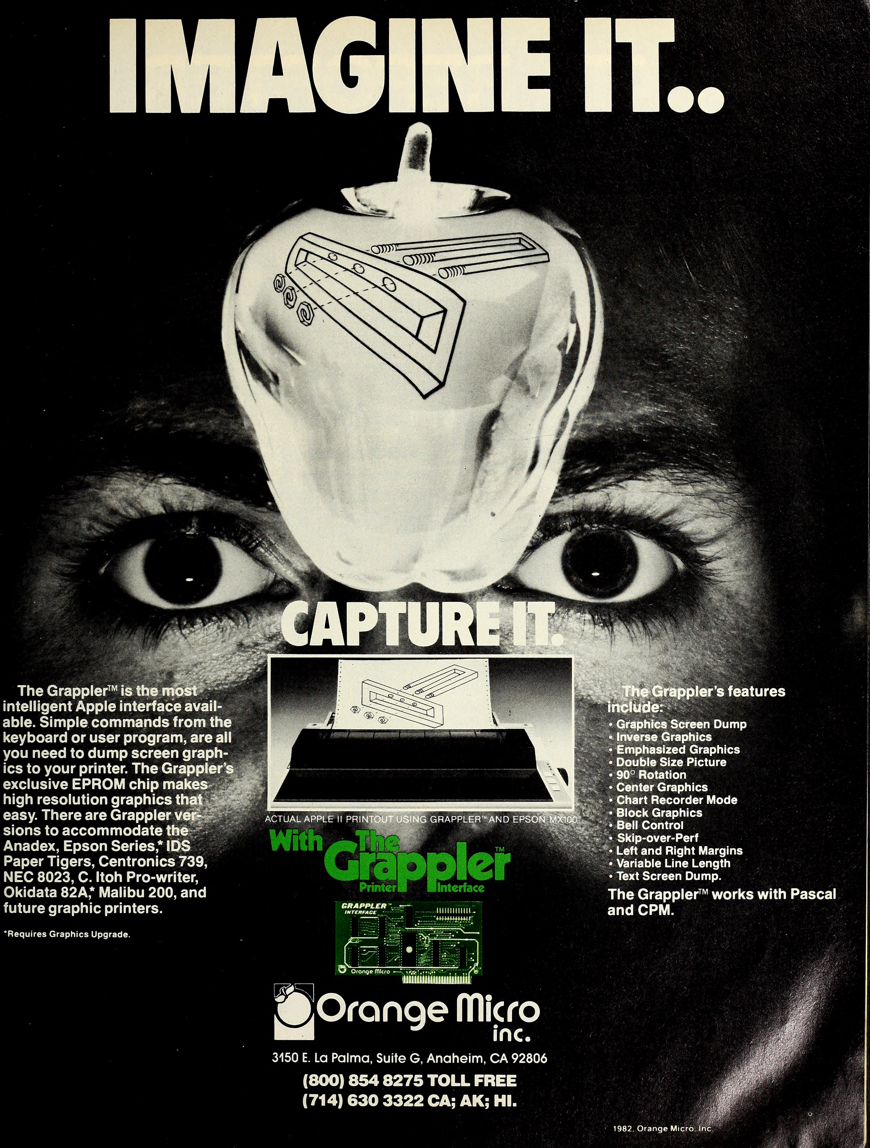 IMAGINE IT..
CAPTURE IT.
The Grappler™ is the most
intelligent Apple interface avail-
able. Simple commands from the
keyboard or user program, are all
you need to dump screen graph-
ics to your printer. The Grappler's
exclusive EPROM chip makes
high resolution graphics that
easy. There are Grappler ver-
sions to accommodate the
Anadex, Epson Series,* IDS
Paper Tigers, Centronics 739,
NEC 8023, C. Itoh Pro-writer,
Okidata 82A,* Malibu 200, and
future graphic printers.
*Requires Graphics Upgrade.
ACTUAL APPLE II PRINTOUT USING GRAPPLER™ AND EPSON MX100
With The
Grappler™
Printer Interface
GRAPPLER™
INTERFACE
Orange Micro
The Grappler's features
include:
• Graphics Screen Dump
• Inverse Graphics
• Emphasized Graphics
• Double Size Picture
• 90° Rotation
• Center Graphics
• Chart Recorder Mode
• Block Graphics
• Bell Control
• Skip-over-Perf
• Left and Right Margins
• Variable Line Length
• Text Screen Dump.
The Grappler™ works with Pascal
and CPM.
Orange Micro
inc.
3150 E. La Palma, Suite G, Anaheim, CA 92806
(800) 854 8275 TOLL FREE
(714) 630 3322 CA; AK; HI.
1982, Orange Micro, Inc.